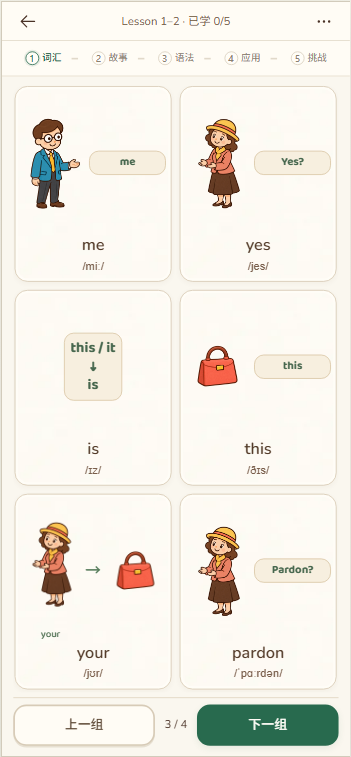 Lesson 1–2 · 已学 0/5
1 词汇 – 2 故事 – 3 语法 – 4 应用 – 5 挑战
me
me
/miː/
Yes?
yes
/jes/
this / it
↓
is
is
/ɪz/
this
this
/ðɪs/
→
your
your
/jʊr/
Pardon?
pardon
/ˈpɑːrdən/
上一组
3 / 4
下一组